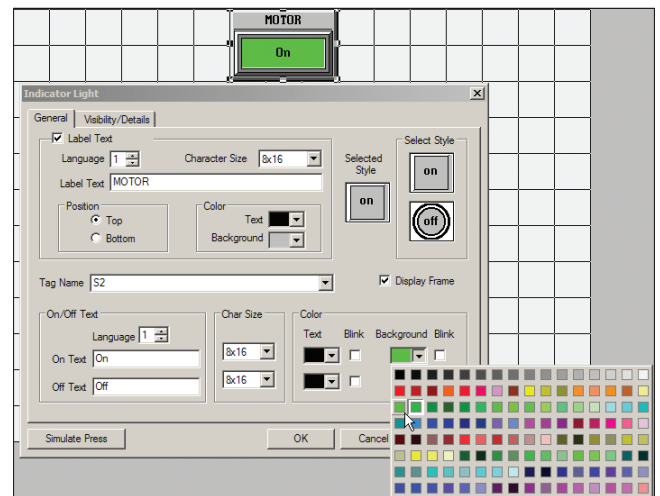 MOTOR
On
Indicator Light
General Visibility/Details
Label Text
Language 1 Character Size 8x16
Label Text MOTOR
Position
Top
Bottom
Color
Text
Background
Selected Style
on
Select Style
on
off
Tag Name S2
Display Frame
On/Off Text
Language 1
On Text On
Off Text Off
Char Size
8x16
8x16
Color
Text Blink Background Blink
Simulate Press OK Cancel